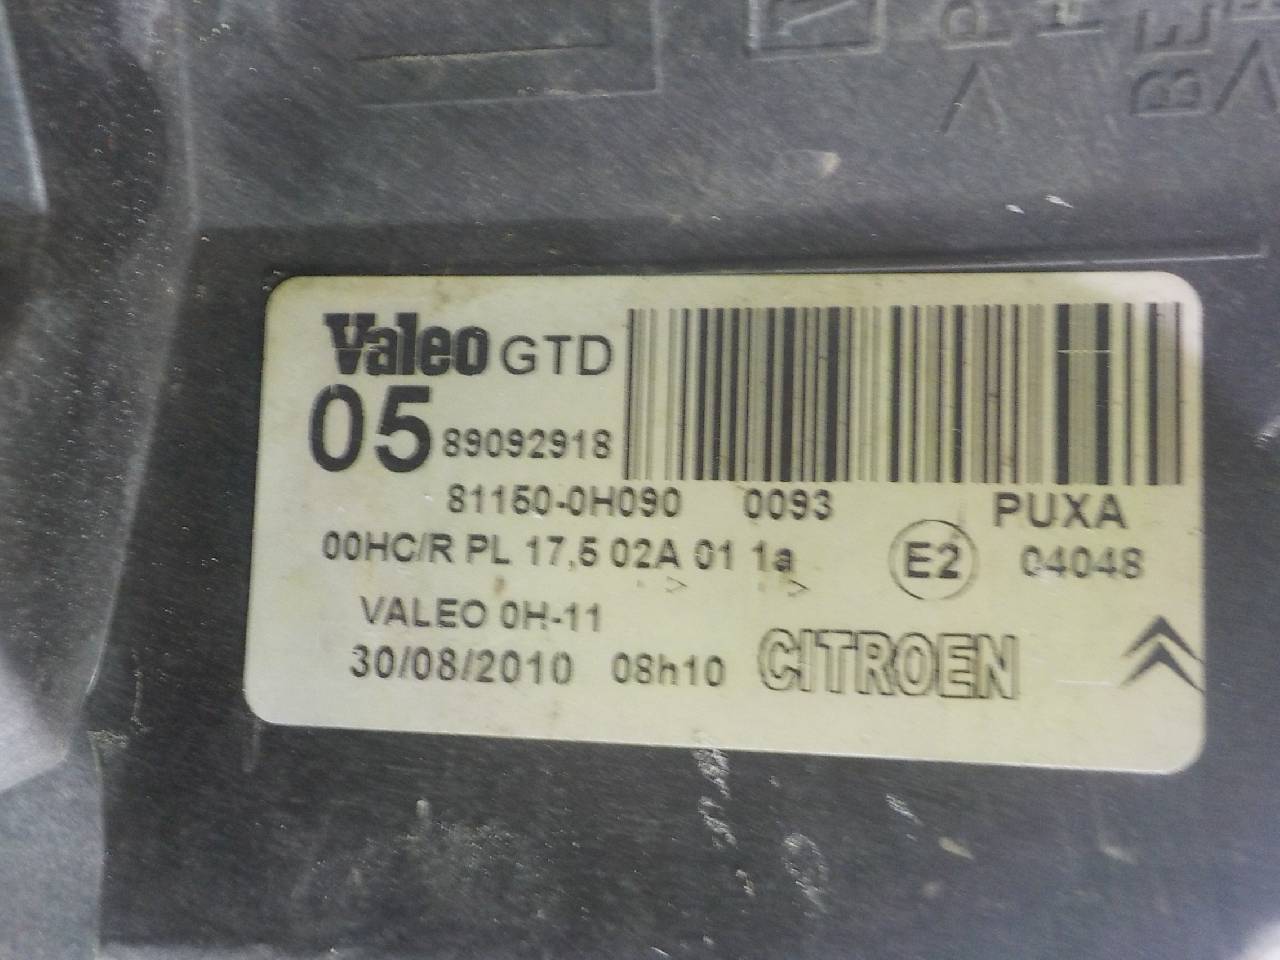 Valeo GTD
05 89092918
81150-0H090 0093 PUXA
00HC/R PL 17,5 02A 01 1a E2 04048
> >
VALEO 0H-11
30/08/2010 08h10 CITROEN